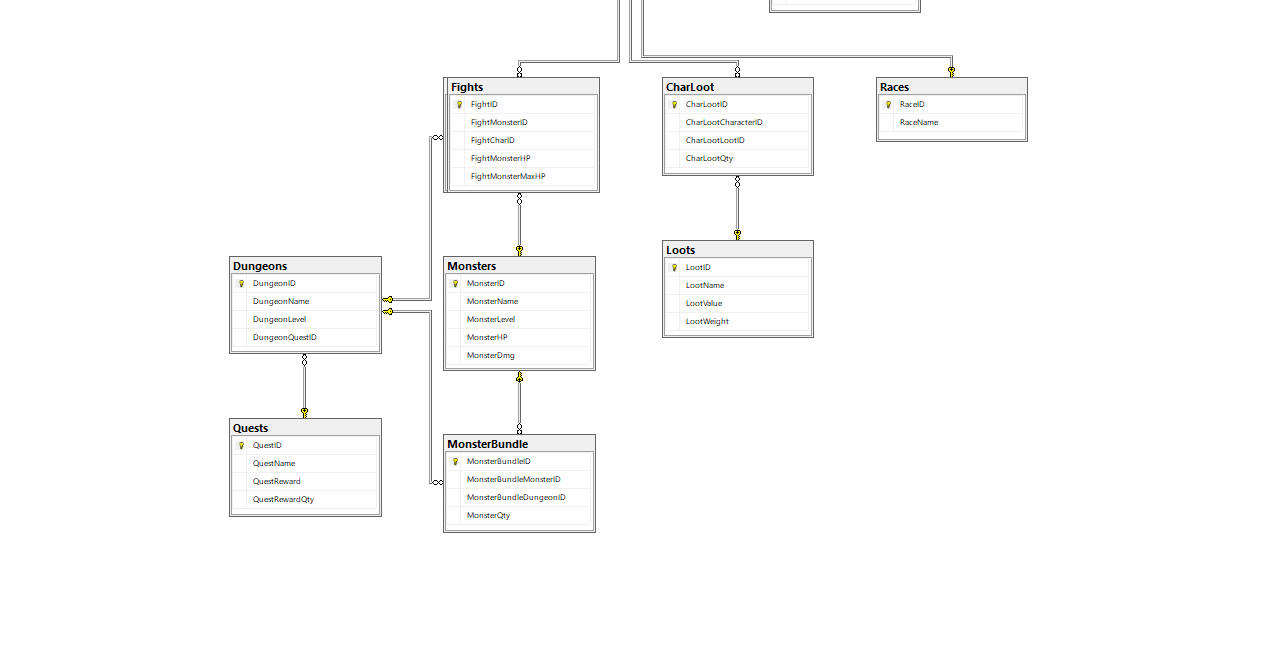 Fights
FightID
FightMonsterID
FightCharID
FightMonsterHP
FightMonsterMaxHP
CharLoot
CharLootID
CharLootCharacterID
CharLootLootID
CharLootQty
Races
RaceID
RaceName
Dungeons
DungeonID
DungeonName
DungeonLevel
DungeonQuestID
Monsters
MonsterID
MonsterName
MonsterLevel
MonsterHP
MonsterDmg
Loots
LootID
LootName
LootValue
LootWeight
Quests
QuestID
QuestName
QuestReward
QuestRewardQty
MonsterBundle
MonsterBundleID
MonsterBundleMonsterID
MonsterBundleDungeonID
MonsterQty